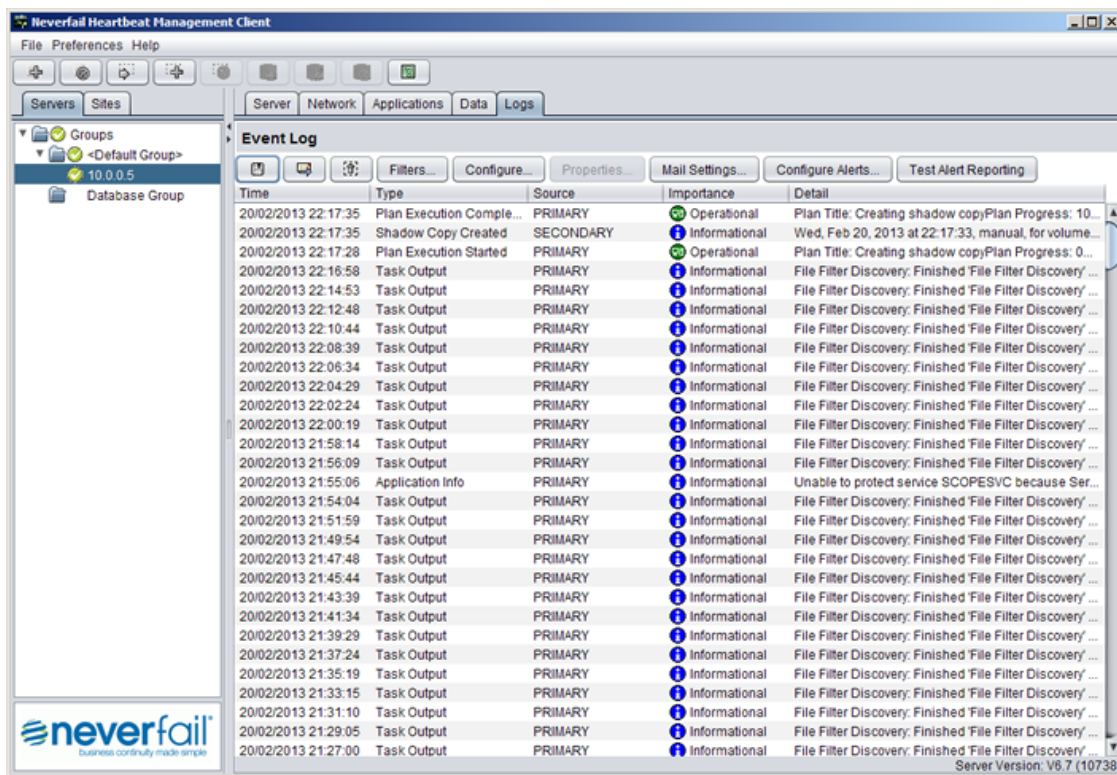 Neverfail Heartbeat Management Client
File Preferences Help
Servers Sites
Server Network Applications Data Logs
Groups
<Default Group>
10.0.0.5
Database Group
Event Log
Filters... Configure... Properties... Mail Settings... Configure Alerts... Test Alert Reporting
Time Type Source Importance Detail
20/02/2013 22:17:35 Plan Execution Comple... PRIMARY Operational Plan Title: Creating shadow copyPlan Progress: 10...
20/02/2013 22:17:35 Shadow Copy Created SECONDARY Informational Wed, Feb 20, 2013 at 22:17:33, manual, for volume...
20/02/2013 22:17:28 Plan Execution Started PRIMARY Operational Plan Title: Creating shadow copyPlan Progress: 0...
20/02/2013 22:16:58 Task Output PRIMARY Informational File Filter Discovery: Finished 'File Filter Discovery' ...
20/02/2013 22:14:53 Task Output PRIMARY Informational File Filter Discovery: Finished 'File Filter Discovery' ...
20/02/2013 22:12:48 Task Output PRIMARY Informational File Filter Discovery: Finished 'File Filter Discovery' ...
20/02/2013 22:10:44 Task Output PRIMARY Informational File Filter Discovery: Finished 'File Filter Discovery' ...
20/02/2013 22:08:39 Task Output PRIMARY Informational File Filter Discovery: Finished 'File Filter Discovery' ...
20/02/2013 22:06:34 Task Output PRIMARY Informational File Filter Discovery: Finished 'File Filter Discovery' ...
20/02/2013 22:04:29 Task Output PRIMARY Informational File Filter Discovery: Finished 'File Filter Discovery' ...
20/02/2013 22:02:24 Task Output PRIMARY Informational File Filter Discovery: Finished 'File Filter Discovery' ...
20/02/2013 22:00:19 Task Output PRIMARY Informational File Filter Discovery: Finished 'File Filter Discovery' ...
20/02/2013 21:58:14 Task Output PRIMARY Informational File Filter Discovery: Finished 'File Filter Discovery' ...
20/02/2013 21:56:09 Task Output PRIMARY Informational File Filter Discovery: Finished 'File Filter Discovery' ...
20/02/2013 21:55:06 Application Info PRIMARY Informational Unable to protect service SCOPESVC because Ser...
20/02/2013 21:54:04 Task Output PRIMARY Informational File Filter Discovery: Finished 'File Filter Discovery' ...
20/02/2013 21:51:59 Task Output PRIMARY Informational File Filter Discovery: Finished 'File Filter Discovery' ...
20/02/2013 21:49:54 Task Output PRIMARY Informational File Filter Discovery: Finished 'File Filter Discovery' ...
20/02/2013 21:47:48 Task Output PRIMARY Informational File Filter Discovery: Finished 'File Filter Discovery' ...
20/02/2013 21:45:44 Task Output PRIMARY Informational File Filter Discovery: Finished 'File Filter Discovery' ...
20/02/2013 21:43:39 Task Output PRIMARY Informational File Filter Discovery: Finished 'File Filter Discovery' ...
20/02/2013 21:41:34 Task Output PRIMARY Informational File Filter Discovery: Finished 'File Filter Discovery' ...
20/02/2013 21:39:29 Task Output PRIMARY Informational File Filter Discovery: Finished 'File Filter Discovery' ...
20/02/2013 21:37:24 Task Output PRIMARY Informational File Filter Discovery: Finished 'File Filter Discovery' ...
20/02/2013 21:35:19 Task Output PRIMARY Informational File Filter Discovery: Finished 'File Filter Discovery' ...
20/02/2013 21:33:15 Task Output PRIMARY Informational File Filter Discovery: Finished 'File Filter Discovery' ...
20/02/2013 21:31:10 Task Output PRIMARY Informational File Filter Discovery: Finished 'File Filter Discovery' ...
20/02/2013 21:29:05 Task Output PRIMARY Informational File Filter Discovery: Finished 'File Filter Discovery' ...
20/02/2013 21:27:00 Task Output PRIMARY Informational File Filter Discovery: Finished 'File Filter Discovery' ...
neverfail
business continuity made simple
Server Version: V6.7 (10738